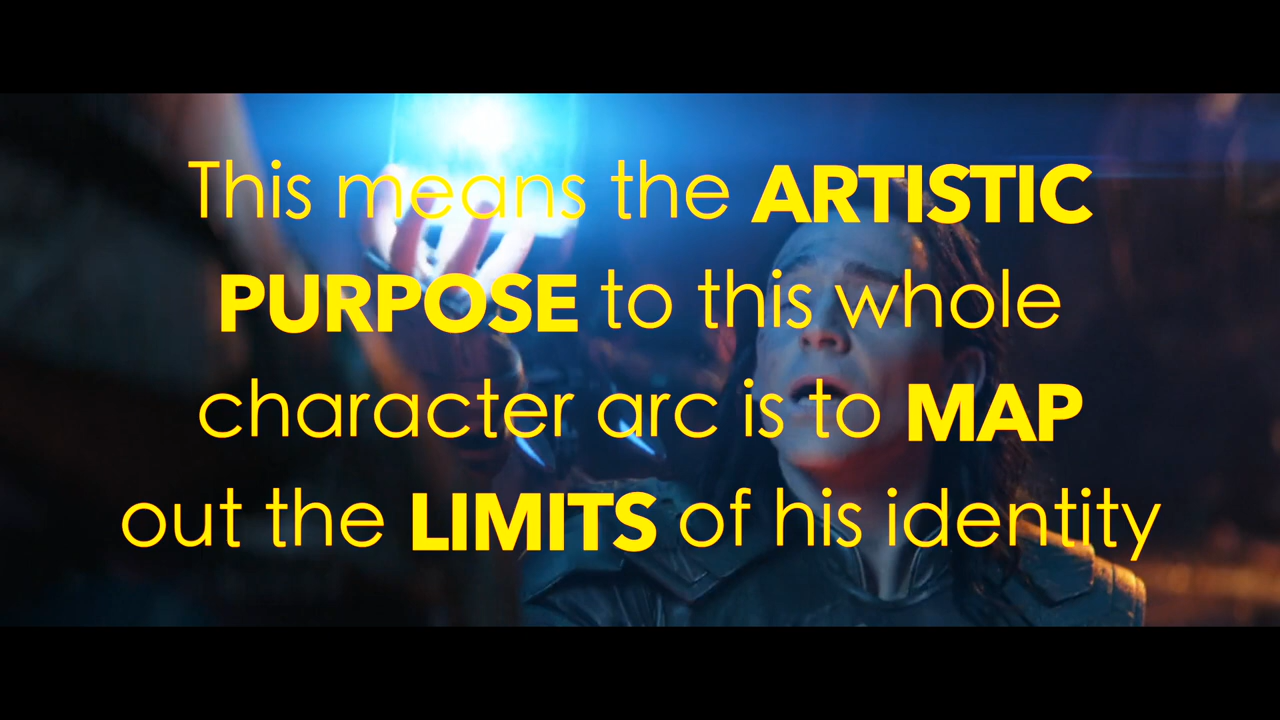 This means the ARTISTIC
PURPOSE to this whole
character arc is to MAP
out the LIMITS of his identity